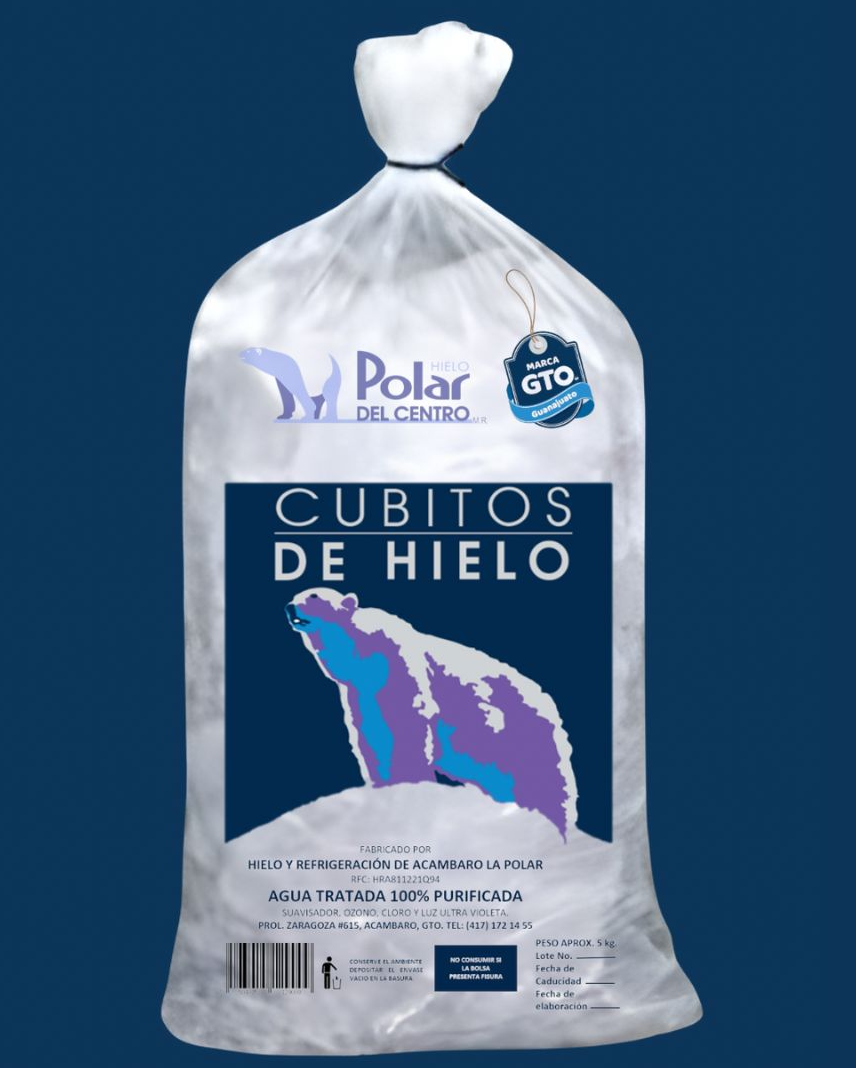 HIELO
Polar
DEL CENTRO M.R.
MARCA
GTO
Guanajuato
CUBITOS
DE HIELO
FABRICADO POR
HIELO Y REFRIGERACIÓN DE ACAMBARO LA POLAR
RFC: HRA811221Q94
AGUA TRATADA 100% PURIFICADA
SUAVISADOR, OZONO, CLORO Y LUZ ULTRA VIOLETA.
PROL. ZARAGOZA #615, ACAMBARO, GTO. TEL: (417) 172 14 55
CONSERVE EL AMBIENTE
DEPOSITAR EL ENVASE
VACIO EN LA BASURA.
NO CONSUMIR SI
LA BOLSA
PRESENTA FISURA
PESO APROX. 5 kg.
Lote No.
Fecha de
Caducidad
Fecha de
elaboración